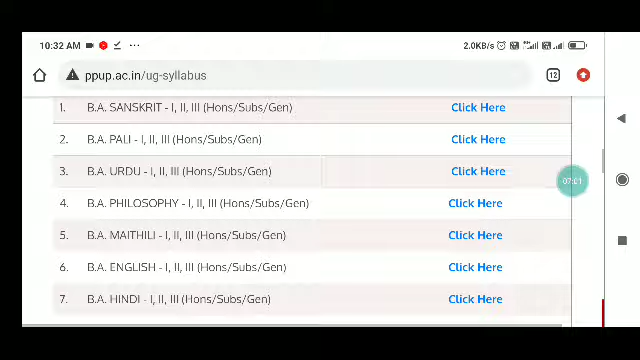 10:32 AM ... 2.0KB/s
ppup.ac.in/ug-syllabus 12
1. B.A. SANSKRIT - I, II, III (Hons/Subs/Gen) Click Here
2. B.A. PALI - I, II, III (Hons/Subs/Gen) Click Here
3. B.A. URDU - I, II, III (Hons/Subs/Gen) Click Here
07:01
4. B.A. PHILOSOPHY - I, II, III (Hons/Subs/Gen) Click Here
5. B.A. MAITHILI - I, II, III (Hons/Subs/Gen) Click Here
6. B.A. ENGLISH - I, II, III (Hons/Subs/Gen) Click Here
7. B.A. HINDI - I, II, III (Hons/Subs/Gen) Click Here